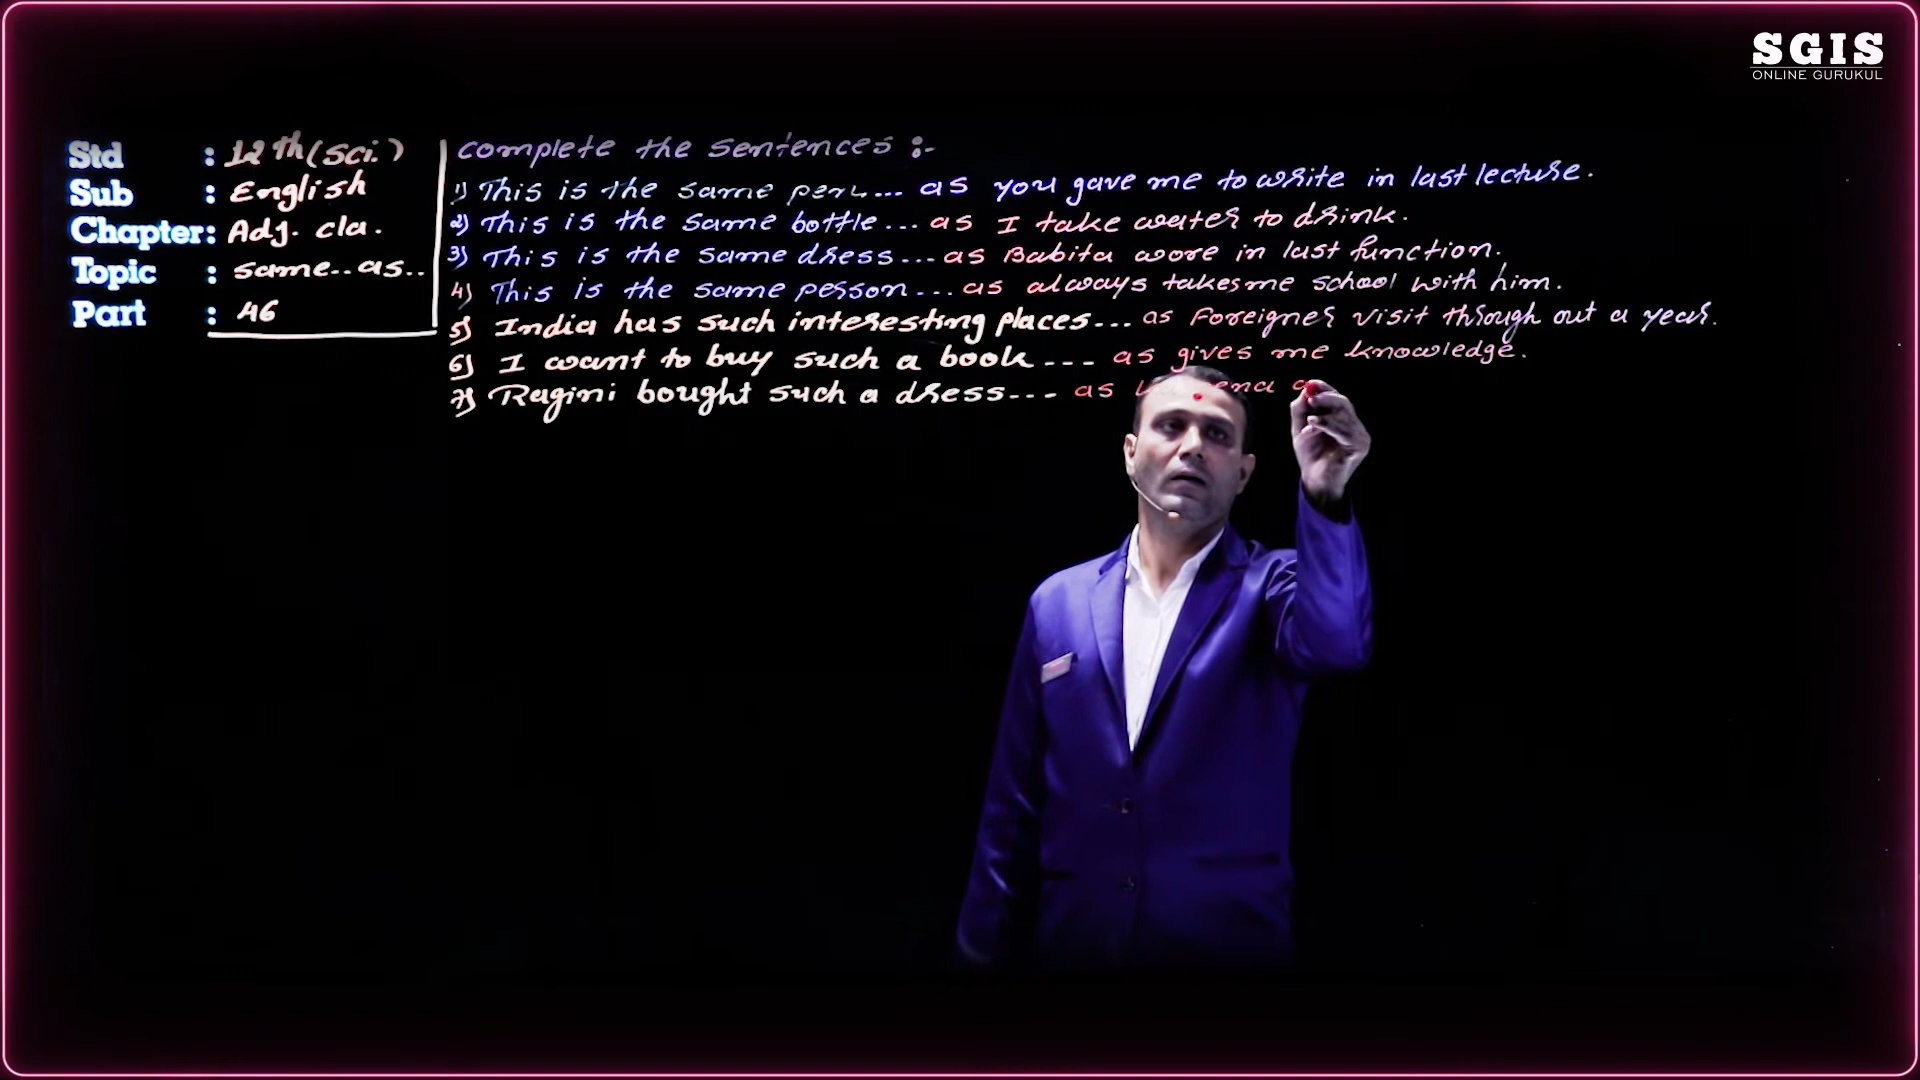 SGIS
ONLINE GURUKUL
Std : 12th (sci.)
Sub : English
Chapter : Adj. cla.
Topic : same..as..
Part : 46
complete the sentences :-
1) This is the same pen... as you gave me to write in last lecture.
2) This is the same bottle... as I take water to drink.
3) This is the same dress... as Babita wore in last function.
4) This is the same person... as always takes me school with him.
5) India has such interesting places... as Foreigner visit through out a year.
6) I want to buy such a book --- as gives me knowledge.
7) Ragini bought such a dress--- as